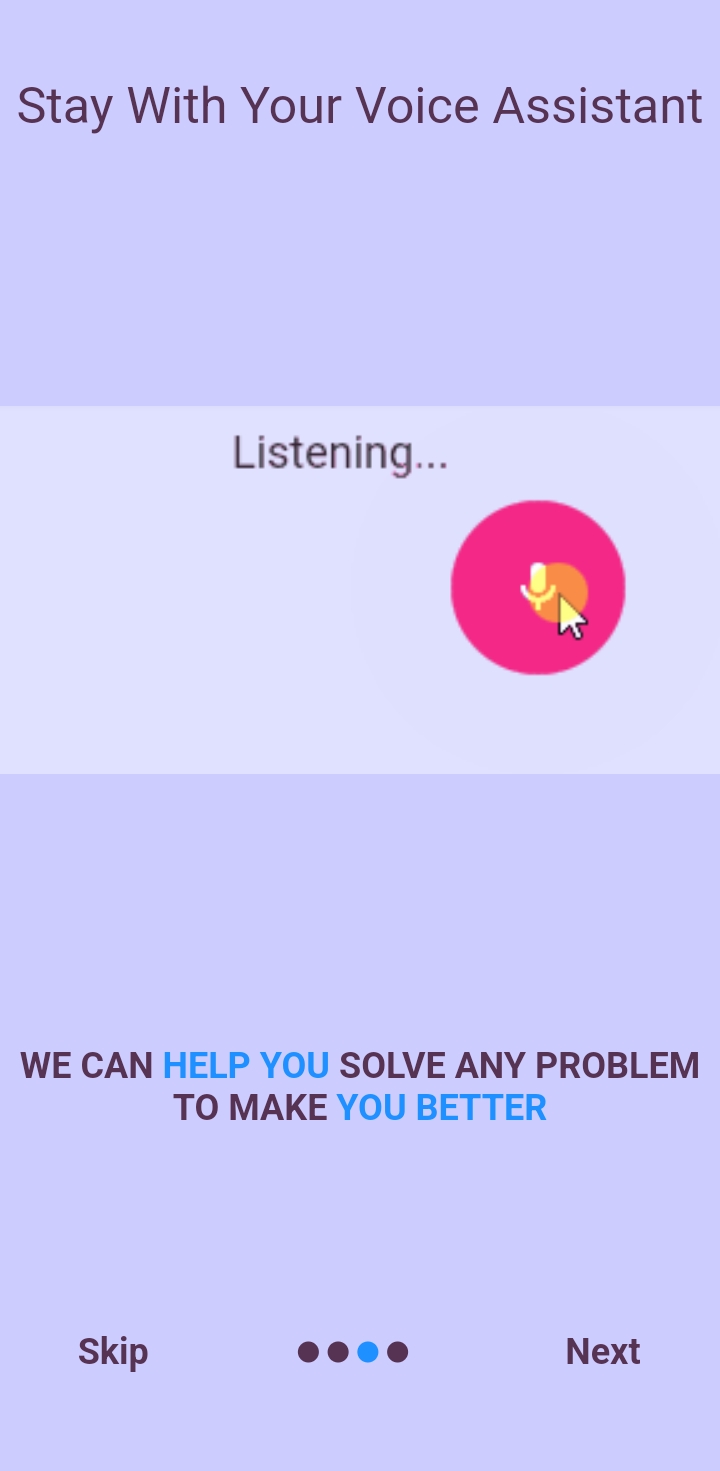 Stay With Your Voice Assistant
Listening...
WE CAN HELP YOU SOLVE ANY PROBLEM
TO MAKE YOU BETTER
Skip
Next